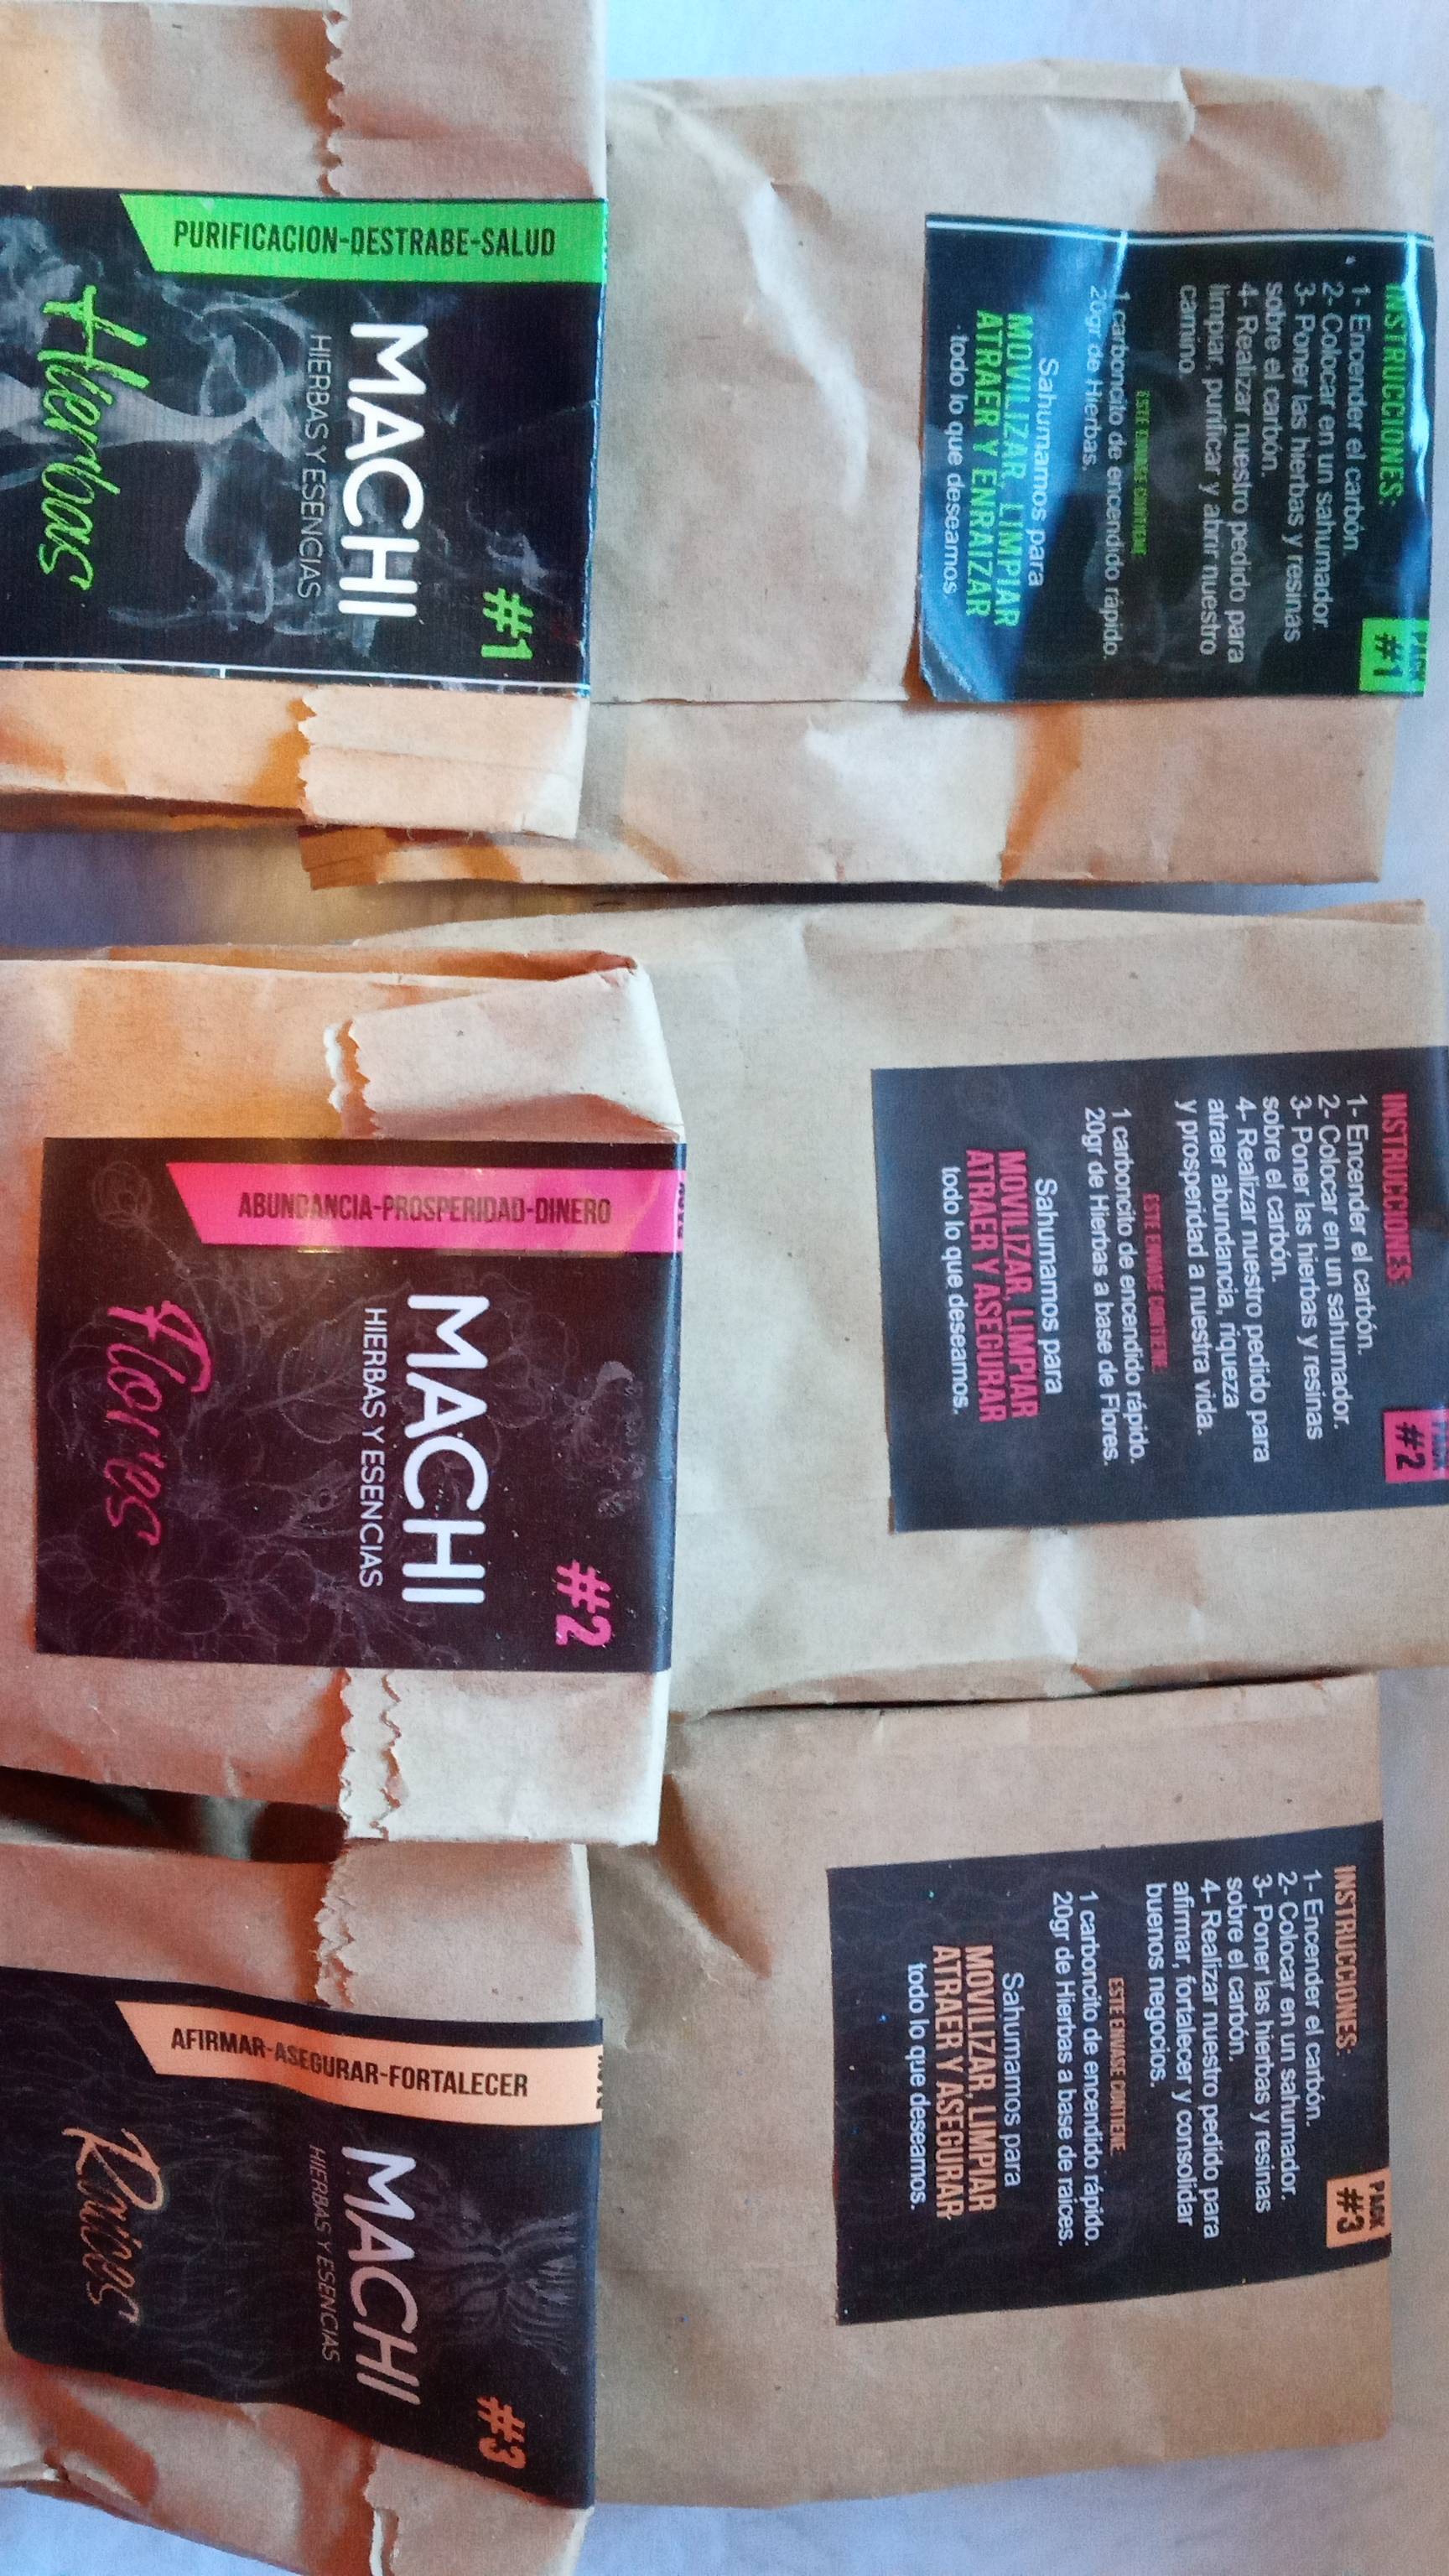 PURIFICACION-DESTRABE-SALUD
#1
MACHI
HIERBAS Y ESENCIAS
Hierbas
INSTRUCCIONES:
PACK
#1
1- Encender el carbón.
2- Colocar en un sahumador.
3- Poner las hierbas y resinas
sobre el carbón.
4- Realizar nuestro pedido para
limpiar, purificar y abrir nuestro
camino.
ESTE ENVASE CONTIENE
1 carboncito de encendido rápido.
20gr de Hierbas.
Sahumamos para
MOVILIZAR, LIMPIAR
ATRAER Y ENRAIZAR
todo lo que deseamos
ABUNDANCIA-PROSPERIDAD-DINERO
#2
MACHI
HIERBAS Y ESENCIAS
Flores
INSTRUCCIONES:
PACK
#2
1- Encender el carbón.
2- Colocar en un sahumador.
3- Poner las hierbas y resinas
sobre el carbón.
4- Realizar nuestro pedido para
atraer abundancia, riqueza
y prosperidad a nuestra vida.
ESTE ENVASE CONTIENE
1 carboncito de encendido rápido.
20gr de Hierbas a base de Flores.
Sahumamos para
MOVILIZAR, LIMPIAR
ATRAER Y ASEGURAR
todo lo que deseamos.
AFIRMAR-ASEGURAR-FORTALECER
#3
MACHI
HIERBAS Y ESENCIAS
Raices
INSTRUCCIONES:
PACK
#3
1- Encender el carbón.
2- Colocar en un sahumador.
3- Poner las hierbas y resinas
sobre el carbón.
4- Realizar nuestro pedido para
afirmar, fortalecer y consolidar
buenos negocios.
ESTE ENVASE CONTIENE
1 carboncito de encendido rápido.
20gr de Hierbas a base de raices.
Sahumamos para
MOVILIZAR, LIMPIAR
ATRAER Y ASEGURAR
todo lo que deseamos.